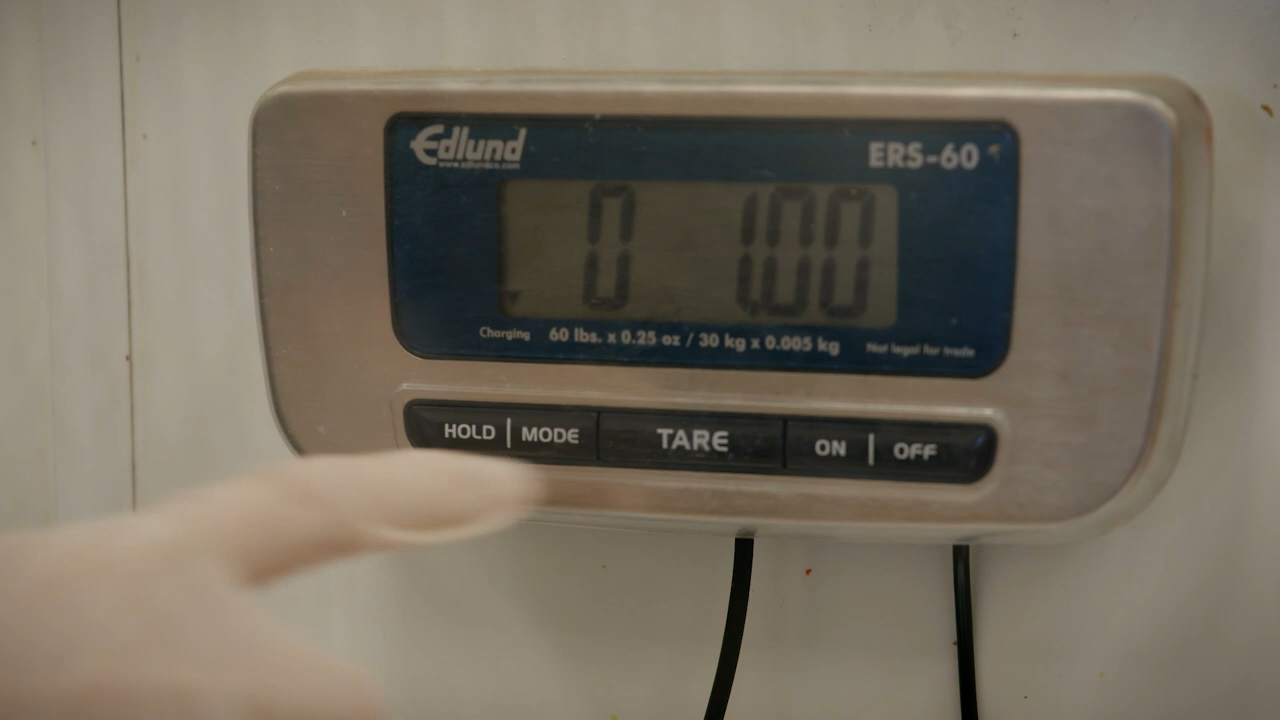 Edlund
www.edlundco.com
ERS-60
0 1.00
Charging 60 lbs. x 0.25 oz / 30 kg x 0.005 kg Not legal for trade
HOLD | MODE TARE ON | OFF